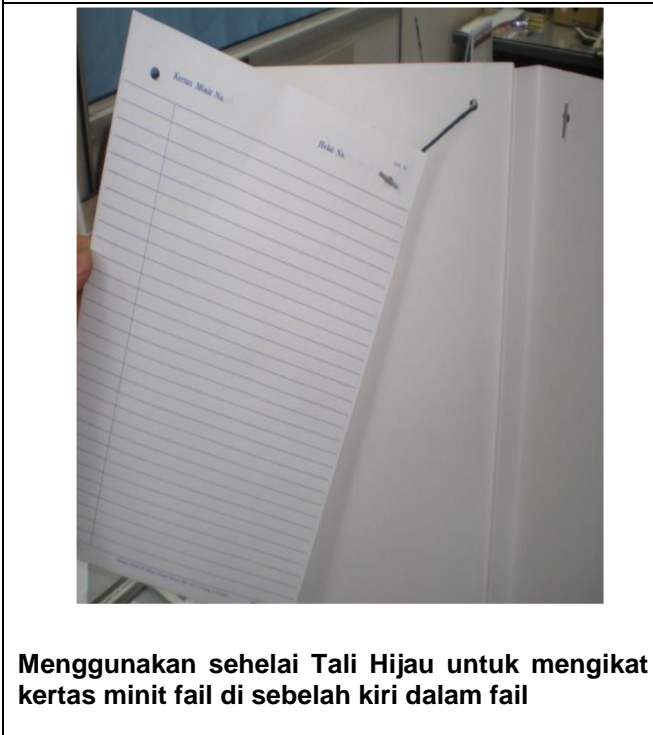 Kertas Minit No.
Helai No.
Menggunakan sehelai Tali Hijau untuk mengikat
kertas minit fail di sebelah kiri dalam fail